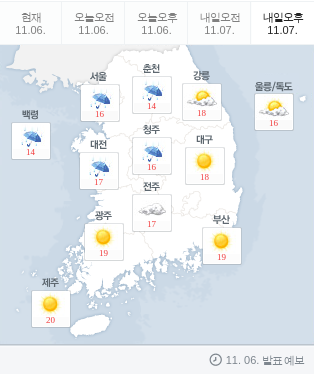 현재 오늘오전 오늘오후 내일오전 내일오후
11.06. 11.06. 11.06. 11.07. 11.07.
춘천
서울 강릉
울릉/독도
14
16 18
백령 16
14
청주
대전 대구
16
17 18
전주
광주 17 부산
19 19
제주
20
11. 06. 발표 예보